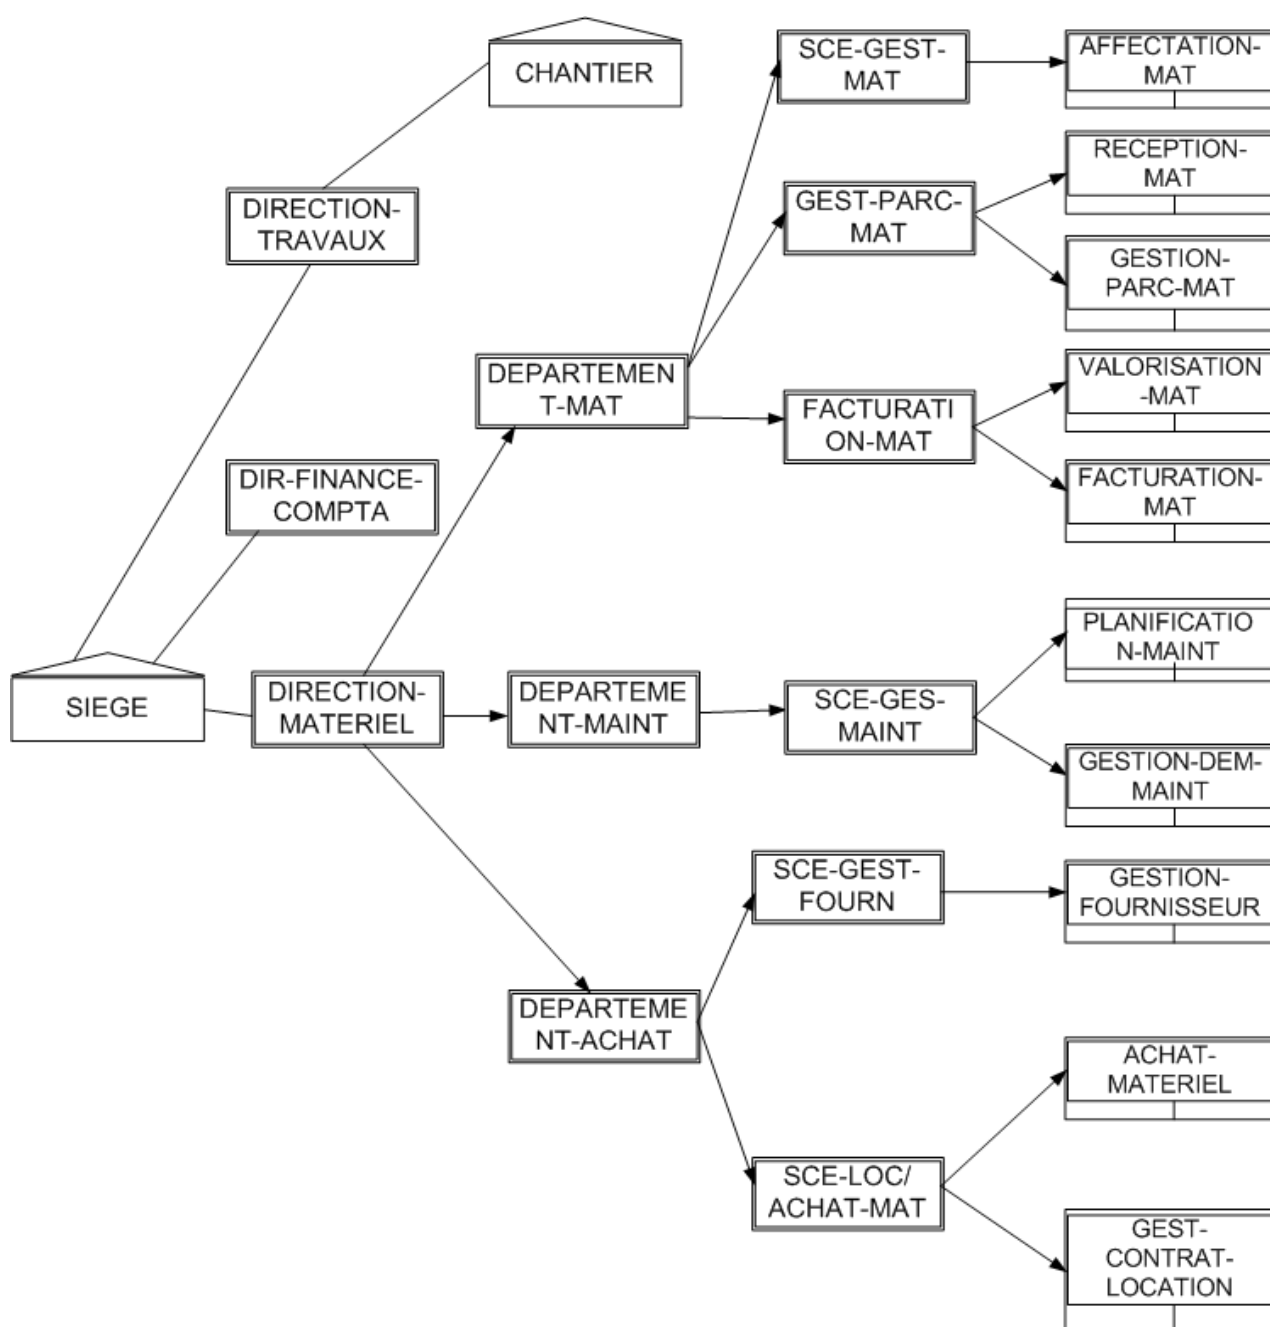 CHANTIER
SCE-GEST-
MAT
AFFECTATION-
MAT
RECEPTION-
MAT
DIRECTION-
TRAVAUX
GEST-PARC-
MAT
GESTION-
PARC-MAT
DEPARTEMEN
T-MAT
VALORISATION
-MAT
FACTURATI
ON-MAT
DIR-FINANCE-
COMPTA
FACTURATION-
MAT
PLANIFICATIO
N-MAINT
SIEGE
DIRECTION-
MATERIEL
DEPARTEME
NT-MAINT
SCE-GES-
MAINT
GESTION-DEM-
MAINT
SCE-GEST-
FOURN
GESTION-
FOURNISSEUR
DEPARTEME
NT-ACHAT
ACHAT-
MATERIEL
SCE-LOC/
ACHAT-MAT
GEST-
CONTRAT-
LOCATION